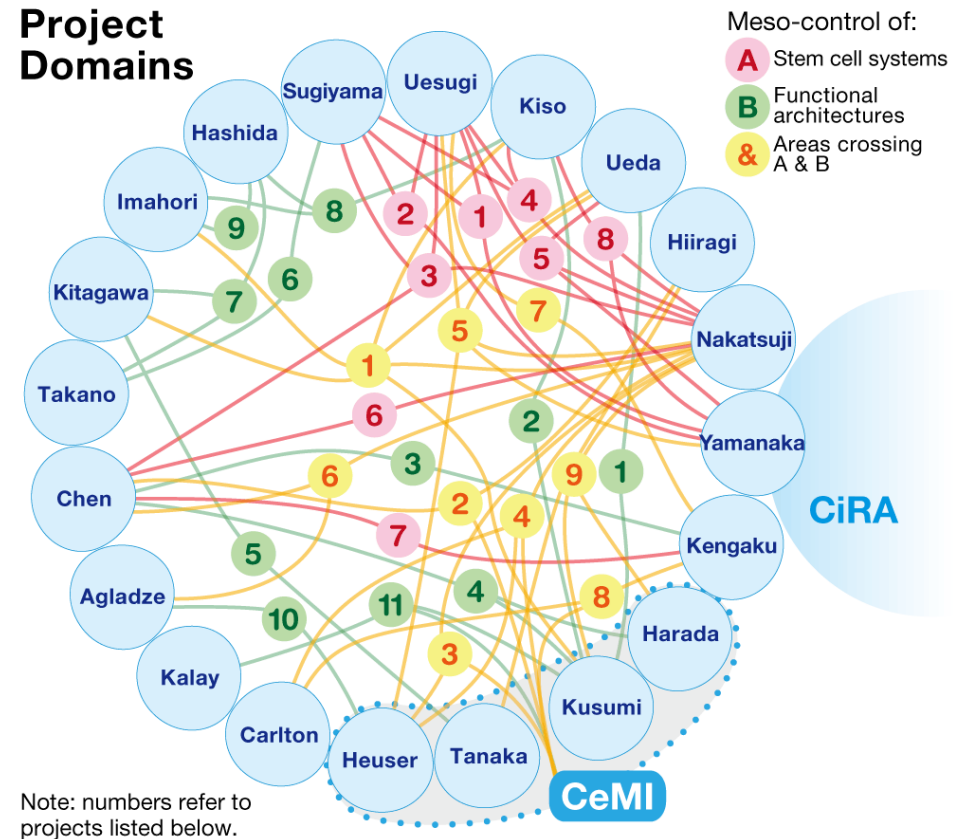 Project
Domains
Meso-control of:
A Stem cell systems
B Functional
architectures
& Areas crossing
A & B
Uesugi
Sugiyama
Kiso
Hashida
Ueda
Imahori
Hiiragi
Kitagawa
Nakatsuji
Takano
Yamanaka
Chen
CiRA
Kengaku
Agladze
Harada
Kalay
Kusumi
Carlton
Heuser
Tanaka
CeMI
4
8
2
1
9
8
5
3
6
7
7
5
1
6
2
3
9
1
6
2
4
7
5
4
8
11
10
3
Note: numbers refer to
projects listed below.